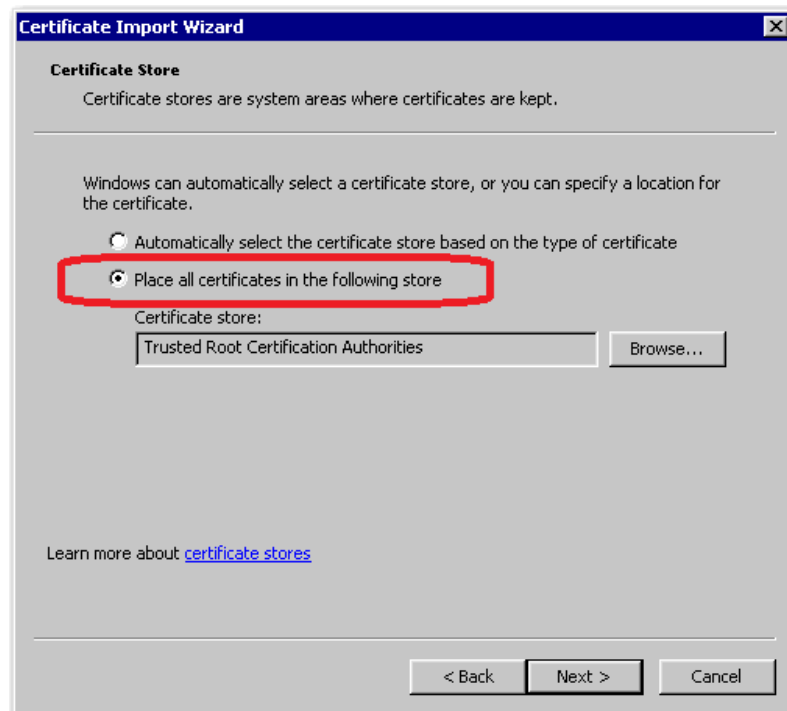 Certificate Import Wizard
Certificate Store
Certificate stores are system areas where certificates are kept.
Windows can automatically select a certificate store, or you can specify a location for
the certificate.
Automatically select the certificate store based on the type of certificate
Place all certificates in the following store
Certificate store:
Trusted Root Certification Authorities
Browse...
Learn more about certificate stores
< Back
Next >
Cancel